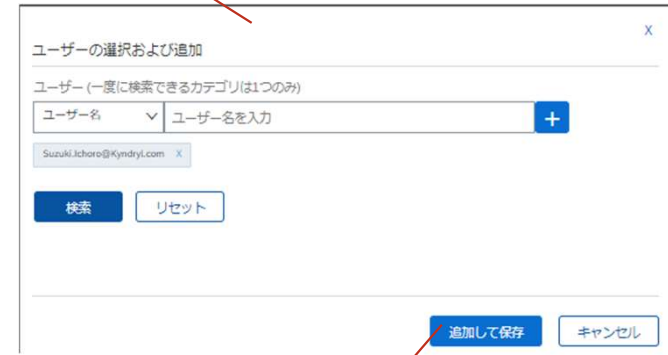 X
ユーザーの選択および追加
ユーザー (一度に検索できるカテゴリは1つのみ)
ユーザー名 ユーザー名を入力 +
Suzuki.Ichoro@Kyndryl.com X
検索 リセット
追加して保存 キャンセル